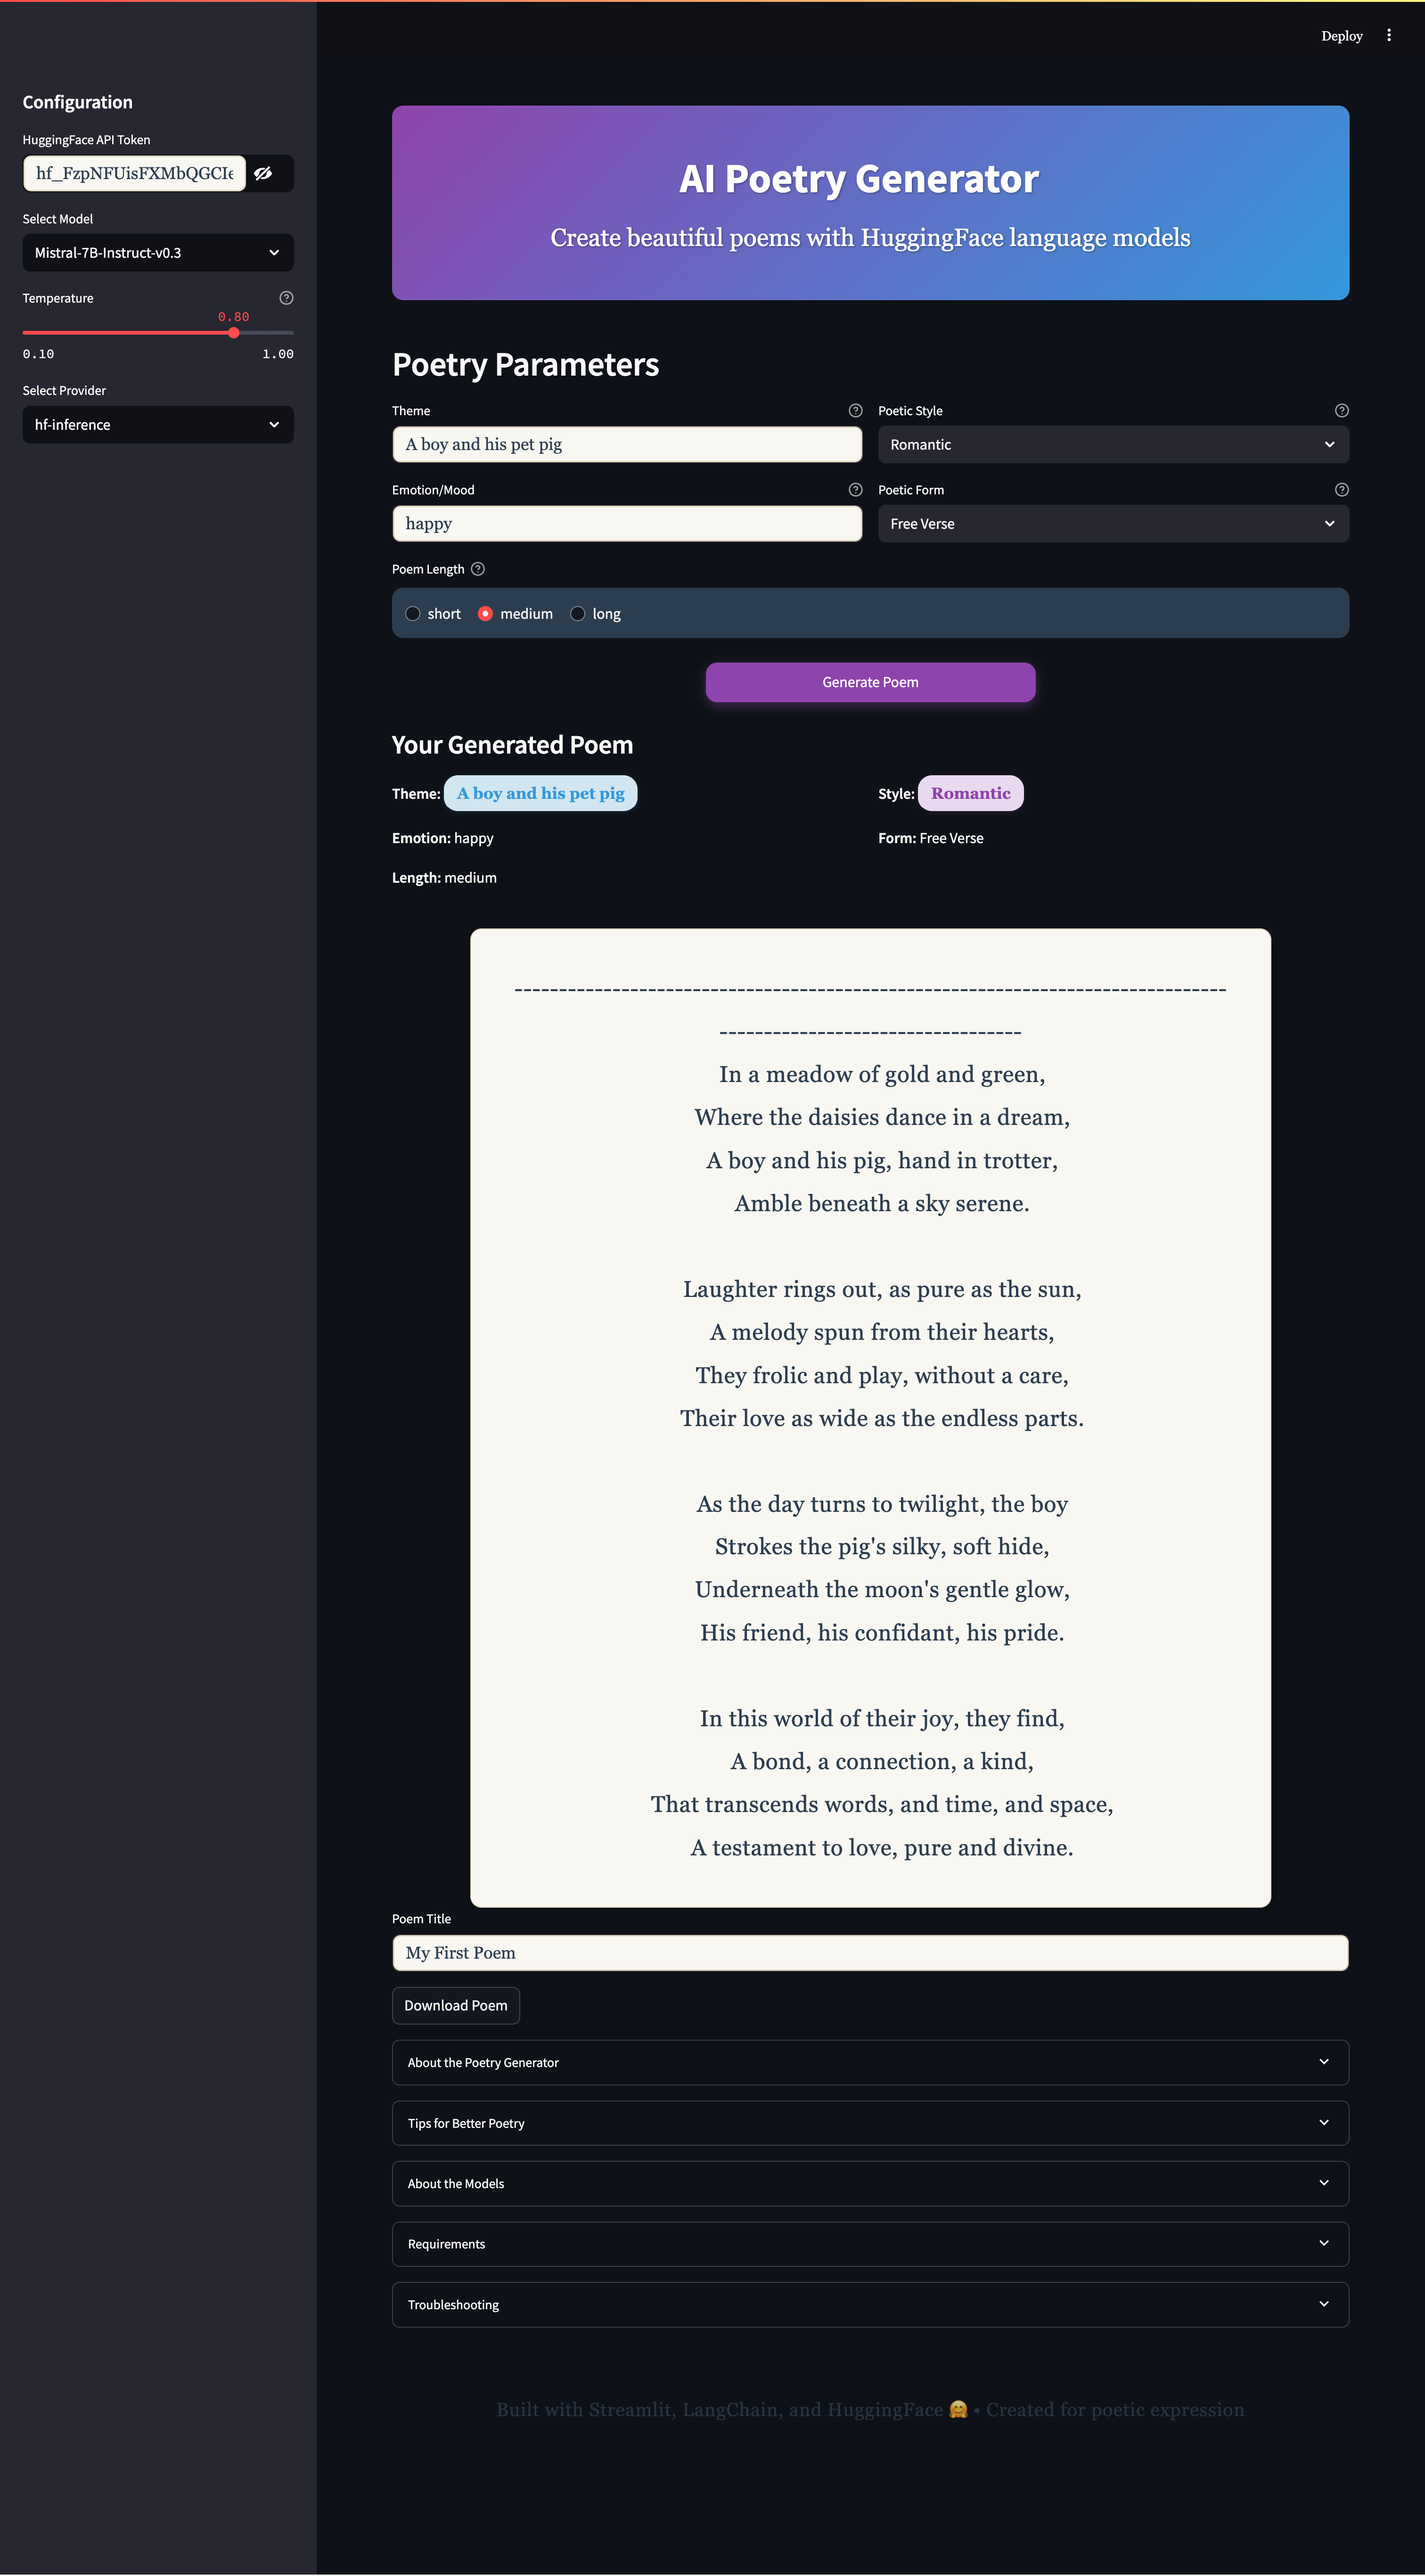 Deploy
Configuration
HuggingFace API Token
hf_FzpNFUisFXMbQGCIe
Select Model
Mistral-7B-Instruct-v0.3
Temperature
0.80
0.10 1.00
Select Provider
hf-inference
AI Poetry Generator
Create beautiful poems with HuggingFace language models
Poetry Parameters
Theme
A boy and his pet pig
Poetic Style
Romantic
Emotion/Mood
happy
Poetic Form
Free Verse
Poem Length
short medium long
Generate Poem
Your Generated Poem
Theme: A boy and his pet pig
Style: Romantic
Emotion: happy
Form: Free Verse
Length: medium
--------------------------------------------------------------------------------
----------------------------------
In a meadow of gold and green,
Where the daisies dance in a dream,
A boy and his pig, hand in trotter,
Amble beneath a sky serene.
Laughter rings out, as pure as the sun,
A melody spun from their hearts,
They frolic and play, without a care,
Their love as wide as the endless parts.
As the day turns to twilight, the boy
Strokes the pig's silky, soft hide,
Underneath the moon's gentle glow,
His friend, his confidant, his pride.
In this world of their joy, they find,
A bond, a connection, a kind,
That transcends words, and time, and space,
A testament to love, pure and divine.
Poem Title
My First Poem
Download Poem
About the Poetry Generator
Tips for Better Poetry
About the Models
Requirements
Troubleshooting
Built with Streamlit, LangChain, and HuggingFace 🤗 • Created for poetic expression